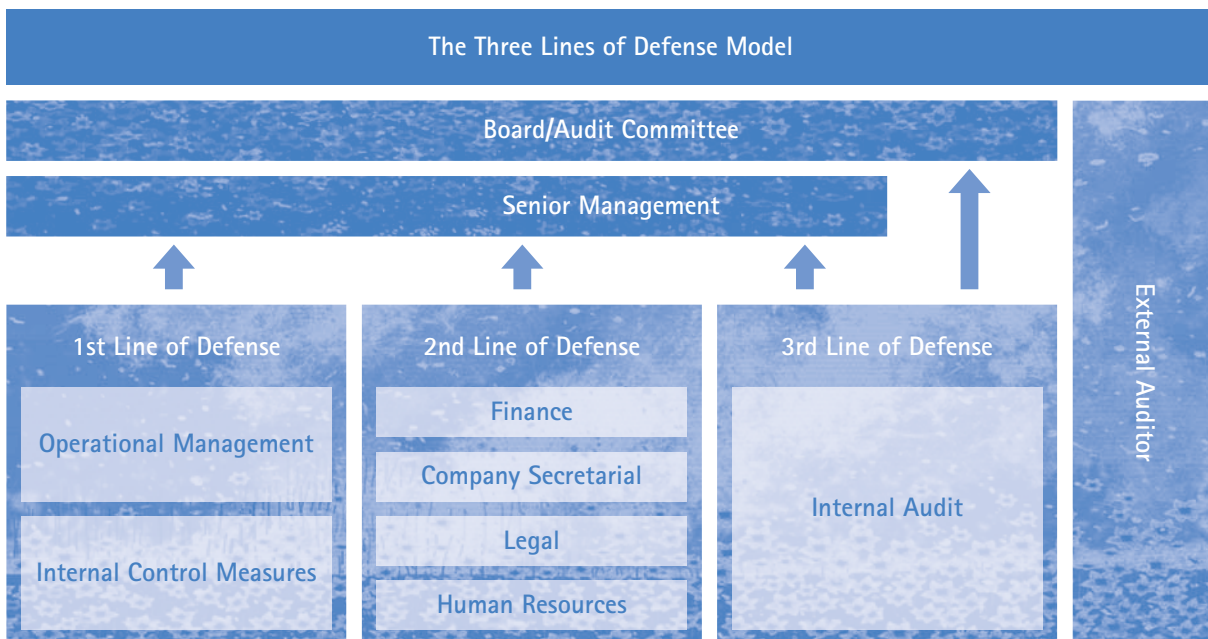 The Three Lines of Defense Model
Board/Audit Committee
Senior Management
1st Line of Defense
Operational Management
Internal Control Measures
2nd Line of Defense
Finance
Company Secretarial
Legal
Human Resources
3rd Line of Defense
Internal Audit
External Auditor